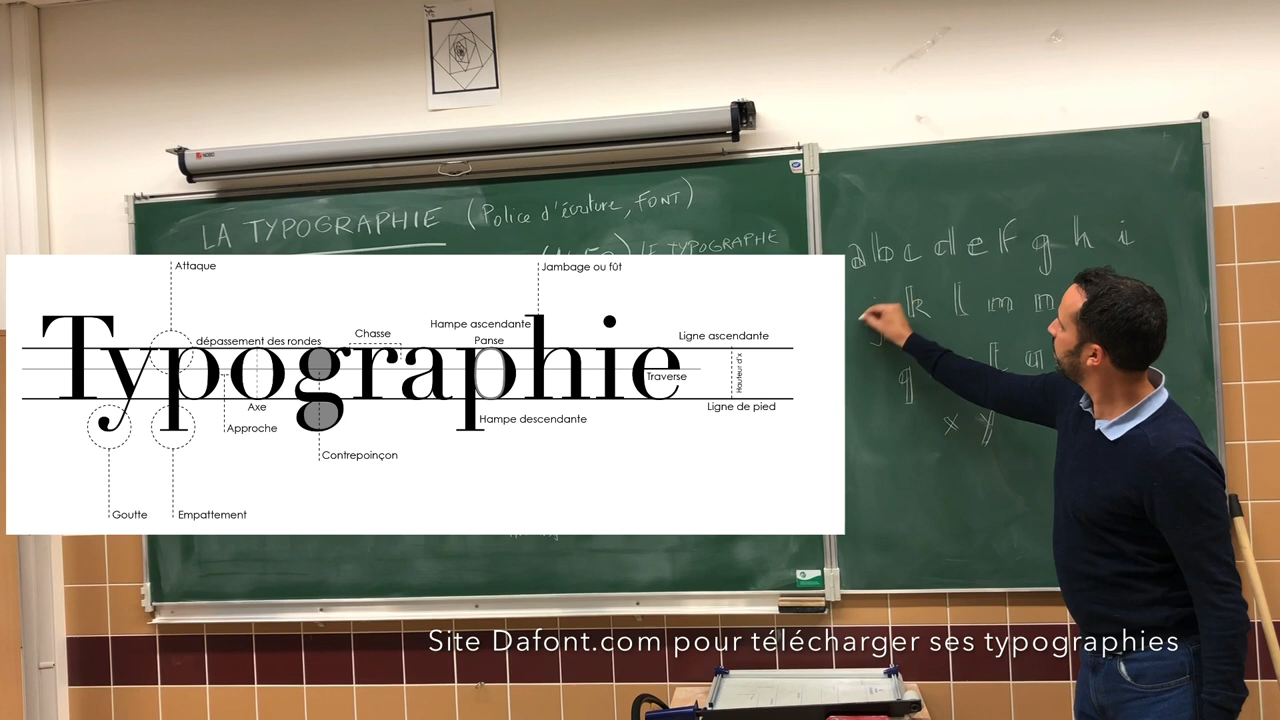 LA TYPOGRAPHIE (Police d'écriture, FONT)
LE TYPOGRAPHE
a b c d e f g h i
k l m n
q t
x y
Attaque
Jambage ou fût
Hampe ascendante
Chasse
dépassement des rondes
Panse
Ligne ascendante
Typographie
Hauteur d'x
Traverse
Axe
Ligne de pied
Approche
Hampe descendante
Contrepoinçon
Goutte
Empattement
Site Dafont.com pour télécharger ses typographies